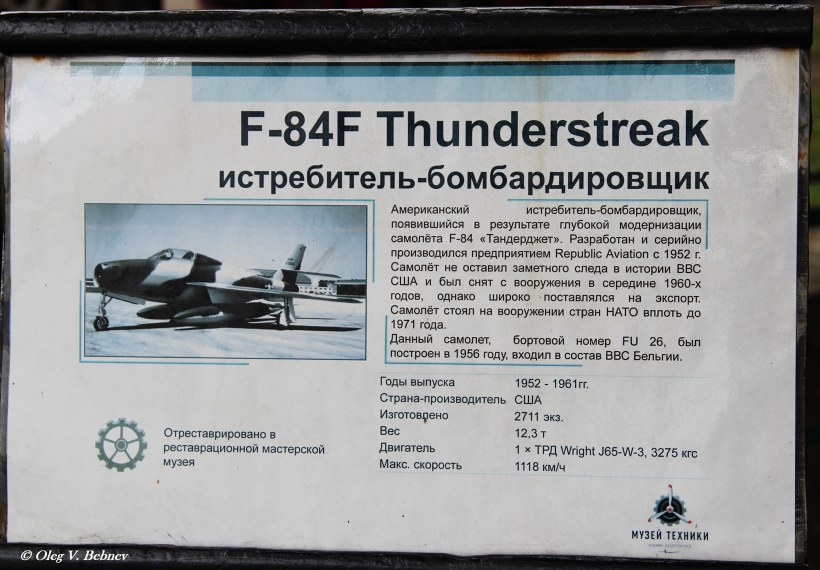 F-84F Thunderstreak
истребитель-бомбардировщик
Американский истребитель-бомбардировщик,
появившийся в результате глубокой модернизации
самолёта F-84 «Тандерджет». Разработан и серийно
производился предприятием Republic Aviation с 1952 г.
Самолёт не оставил заметного следа в истории ВВС
США и был снят с вооружения в середине 1960-х
годов, однако широко поставлялся на экспорт.
Самолёт стоял на вооружении стран НАТО вплоть до
1971 года.
Данный самолет, бортовой номер FU 26, был
построен в 1956 году, входил в состав ВВС Бельгии.
Годы выпуска 1952 - 1961гг.
Страна-производитель США
Изготовлено 2711 экз.
Вес 12,3 т
Двигатель 1 × ТРД Wright J65-W-3, 3275 кгс
Макс. скорость 1118 км/ч
Отреставрировано в
реставрационной мастерской
музея
МУЗЕЙ ТЕХНИКИ
© Oleg V. Bebnev